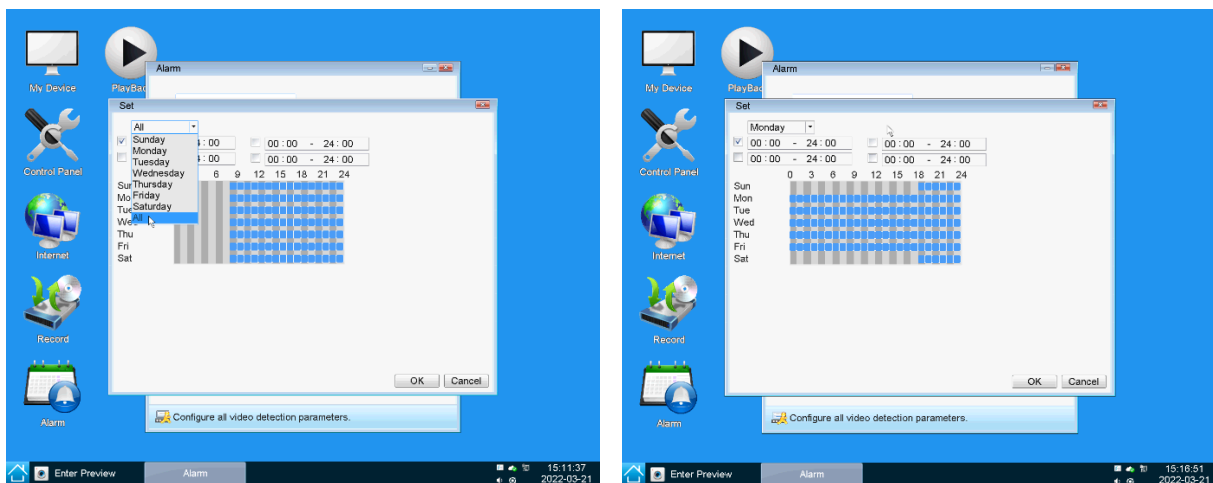 My Device
PlayBac
Control Panel
Internet
Record
Alarm
Alarm
Set
All
Sunday
Monday
Tuesday
Wednesday
Thursday
Friday
Saturday
All
: 00
00 : 00 - 24 : 00
: 00
00 : 00 - 24 : 00
6 9 12 15 18 21 24
Sun
Mo
Tue
We
Thu
Fri
Sat
OK Cancel
Configure all video detection parameters.
Enter Preview
Alarm
15:11:37
2022-03-21
My Device
PlayBac
Control Panel
Internet
Record
Alarm
Alarm
Set
Monday
00 : 00 - 24 : 00 00 : 00 - 24 : 00
00 : 00 - 24 : 00 00 : 00 - 24 : 00
0 3 6 9 12 15 18 21 24
Sun
Mon
Tue
Wed
Thu
Fri
Sat
OK Cancel
Configure all video detection parameters.
Enter Preview
Alarm
15:16:51
2022-03-21